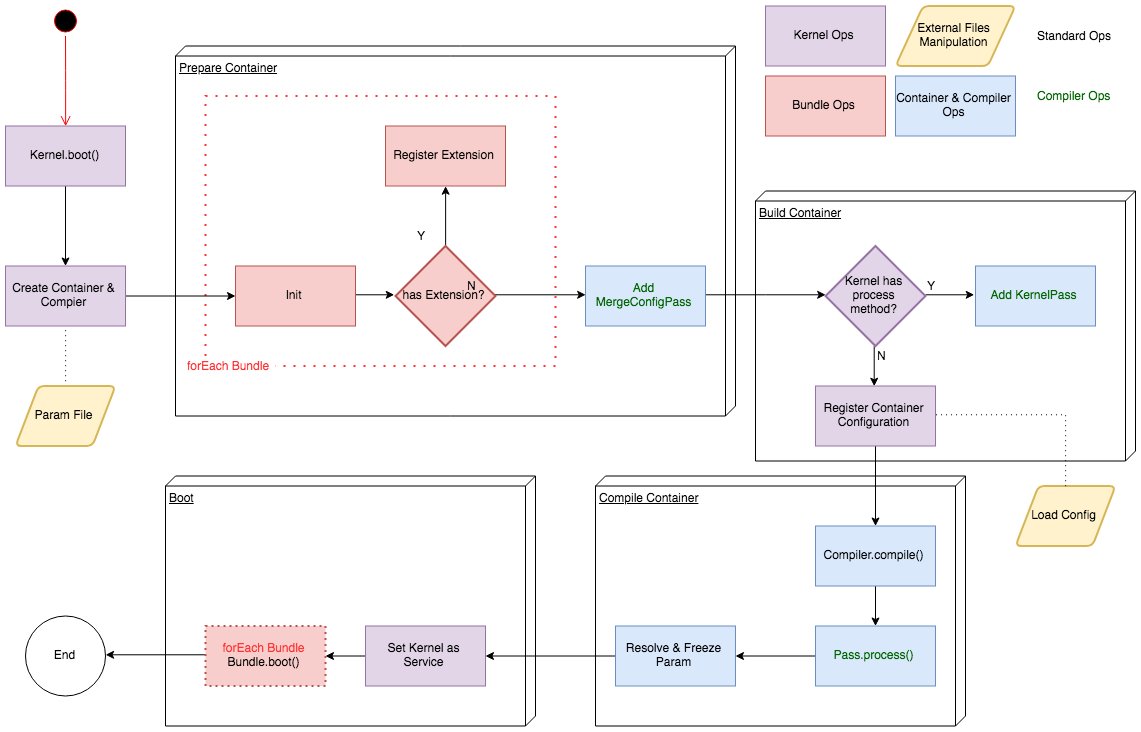 Kernel Ops
External Files
Manipulation
Standard Ops
Bundle Ops
Container & Compiler
Ops
Compiler Ops
Kernel.boot()
Create Container &
Compier
Param File
Prepare Container
Register Extension
Y
Init
has Extension?
N
forEach Bundle
Add
MergeConfigPass
Build Container
Kernel has
process
method?
Y
Add KernelPass
N
Register Container
Configuration
Load Config
Compile Container
Compiler.compile()
Pass.process()
Resolve & Freeze
Param
Boot
Set Kernel as
Service
forEach Bundle
Bundle.boot()
End